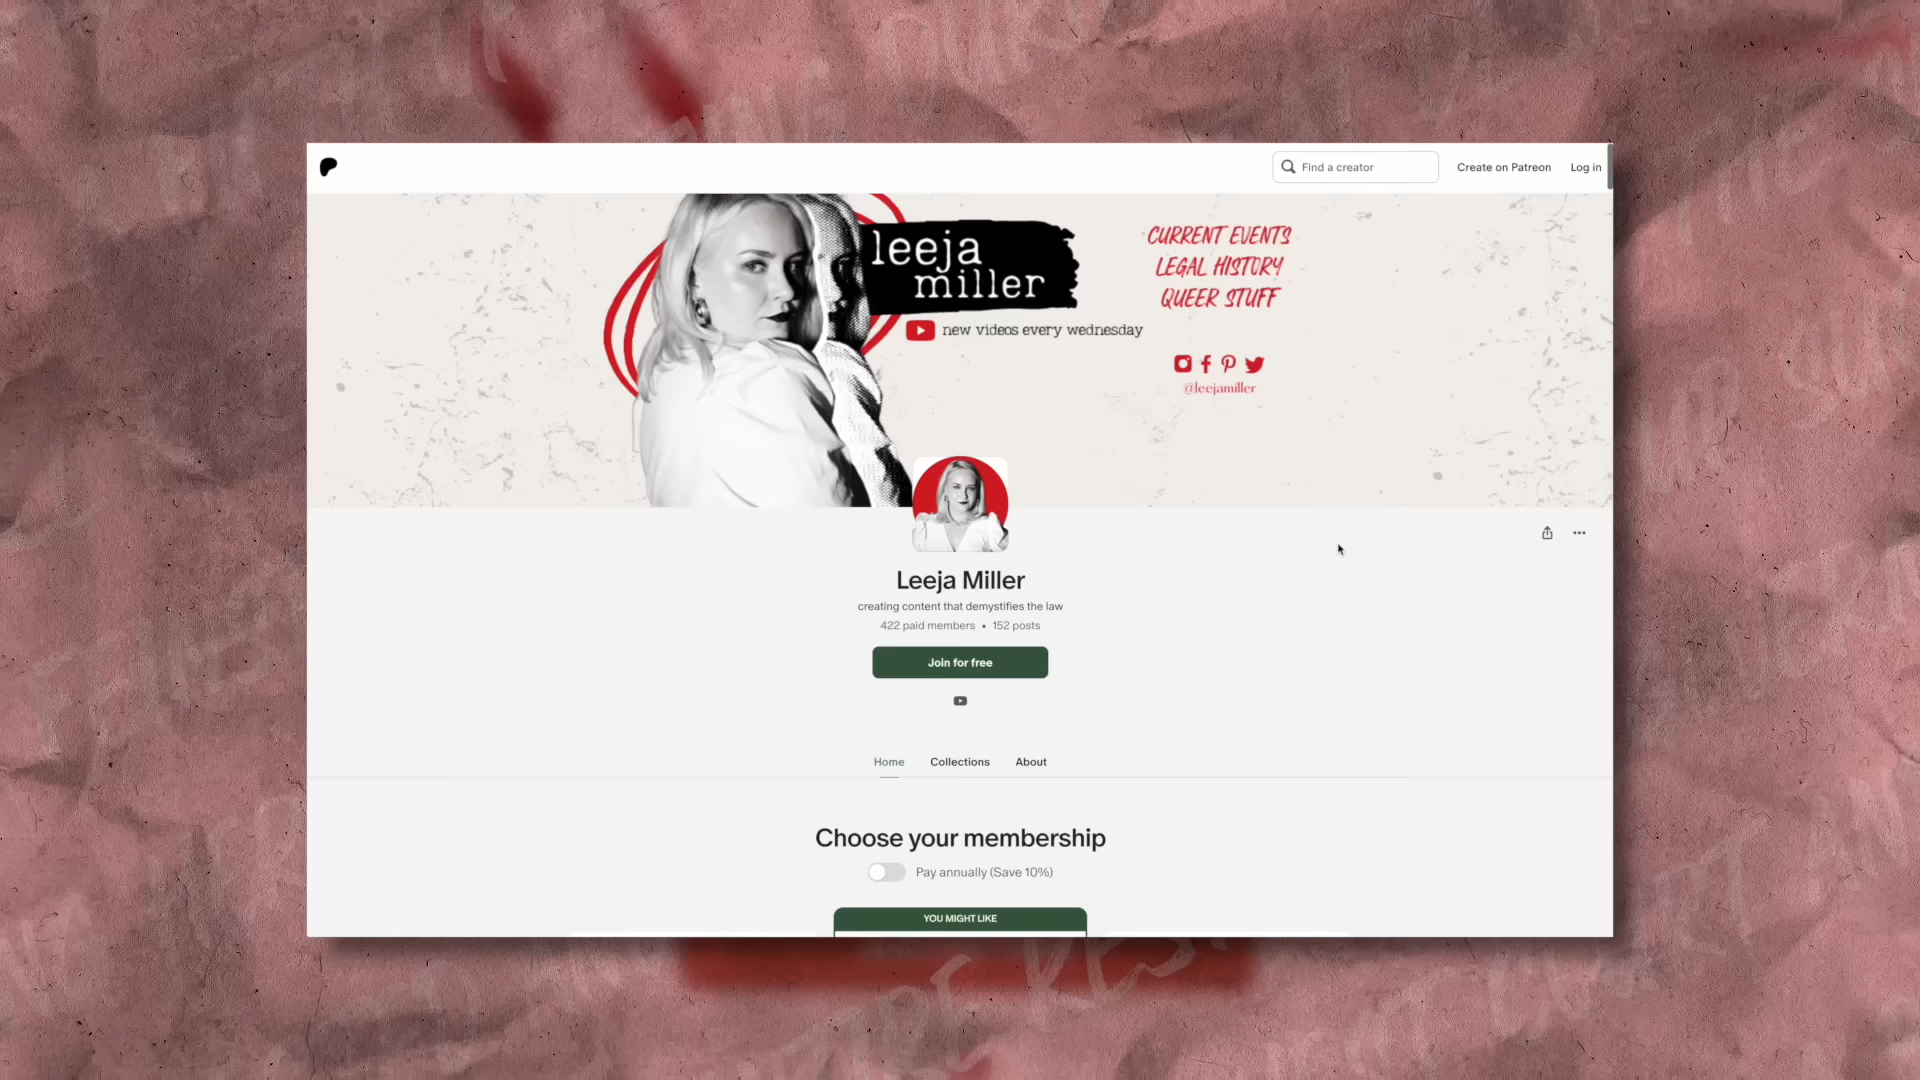 Find a creator
Create on Patreon
Log in
leeja
miller
new videos every wednesday
CURRENT EVENTS
LEGAL HISTORY
QUEER STUFF
@leejamiller
Leeja Miller
creating content that demystifies the law
422 paid members • 152 posts
Join for free
Home
Collections
About
Choose your membership
Pay annually (Save 10%)
YOU MIGHT LIKE